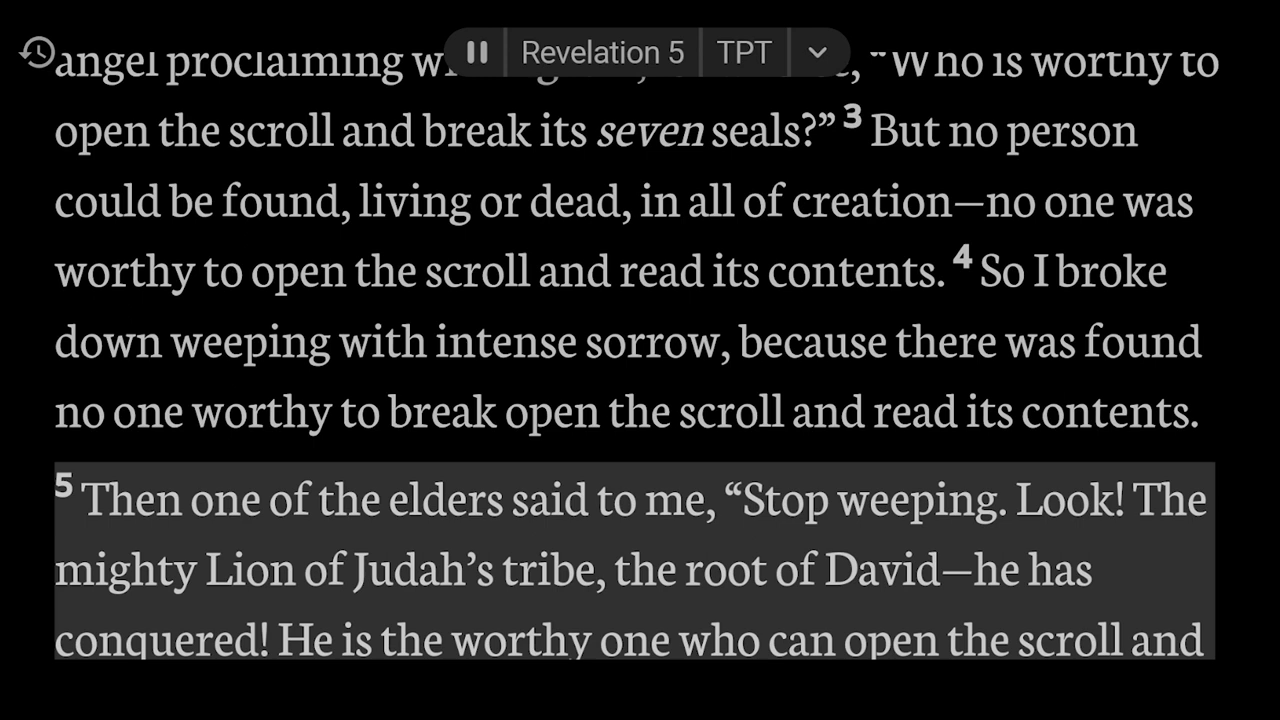 Revelation 5 TPT
angel proclaiming "Who is worthy to
open the scroll and break its seven seals?” 3 But no person
could be found, living or dead, in all of creation—no one was
worthy to open the scroll and read its contents. 4 So I broke
down weeping with intense sorrow, because there was found
no one worthy to break open the scroll and read its contents.
5 Then one of the elders said to me, “Stop weeping. Look! The
mighty Lion of Judah’s tribe, the root of David—he has
conquered! He is the worthy one who can open the scroll and